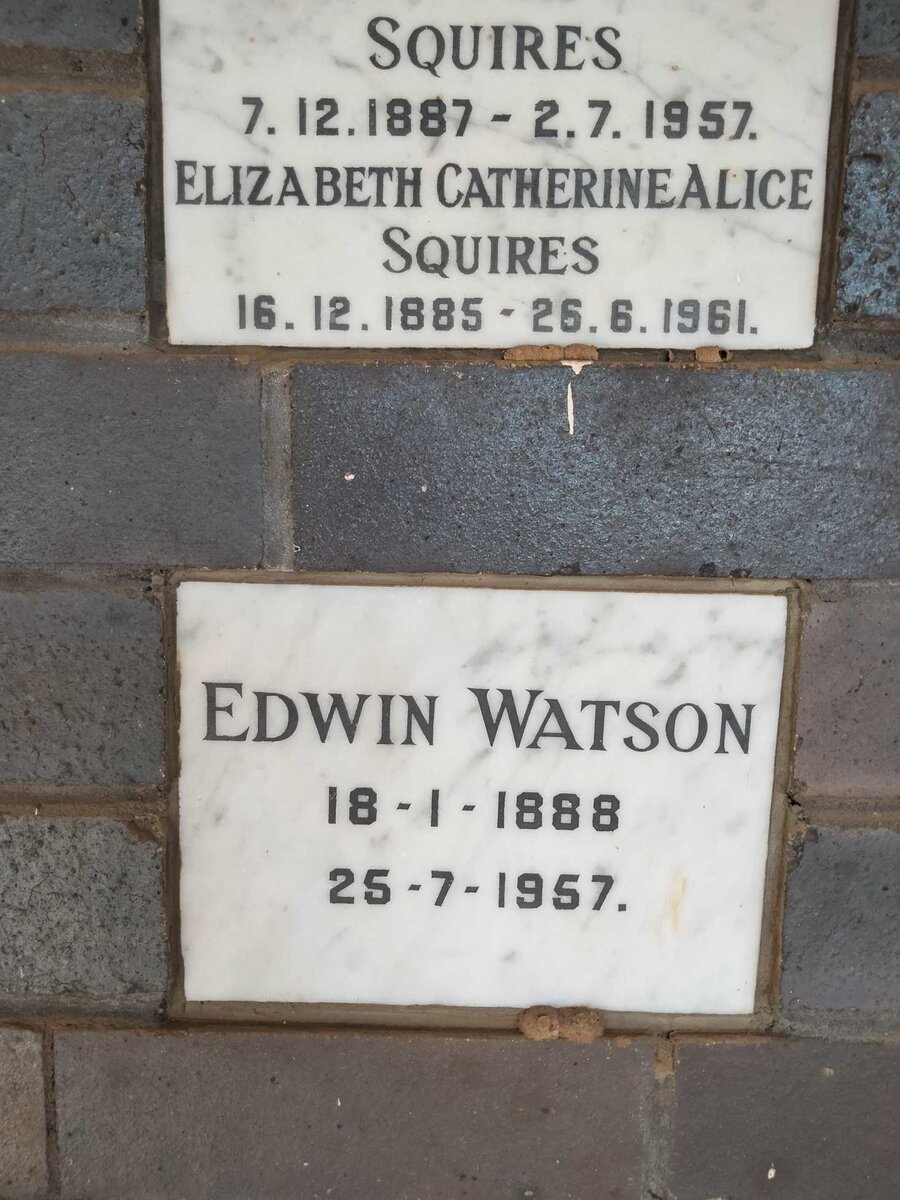 SQUIRES
7.12.1887 - 2.7.1957.
ELIZABETH CATHERINE ALICE
SQUIRES
16.12.1885 - 26.6.1961.
EDWIN WATSON
18-1-1888
25-7-1957.